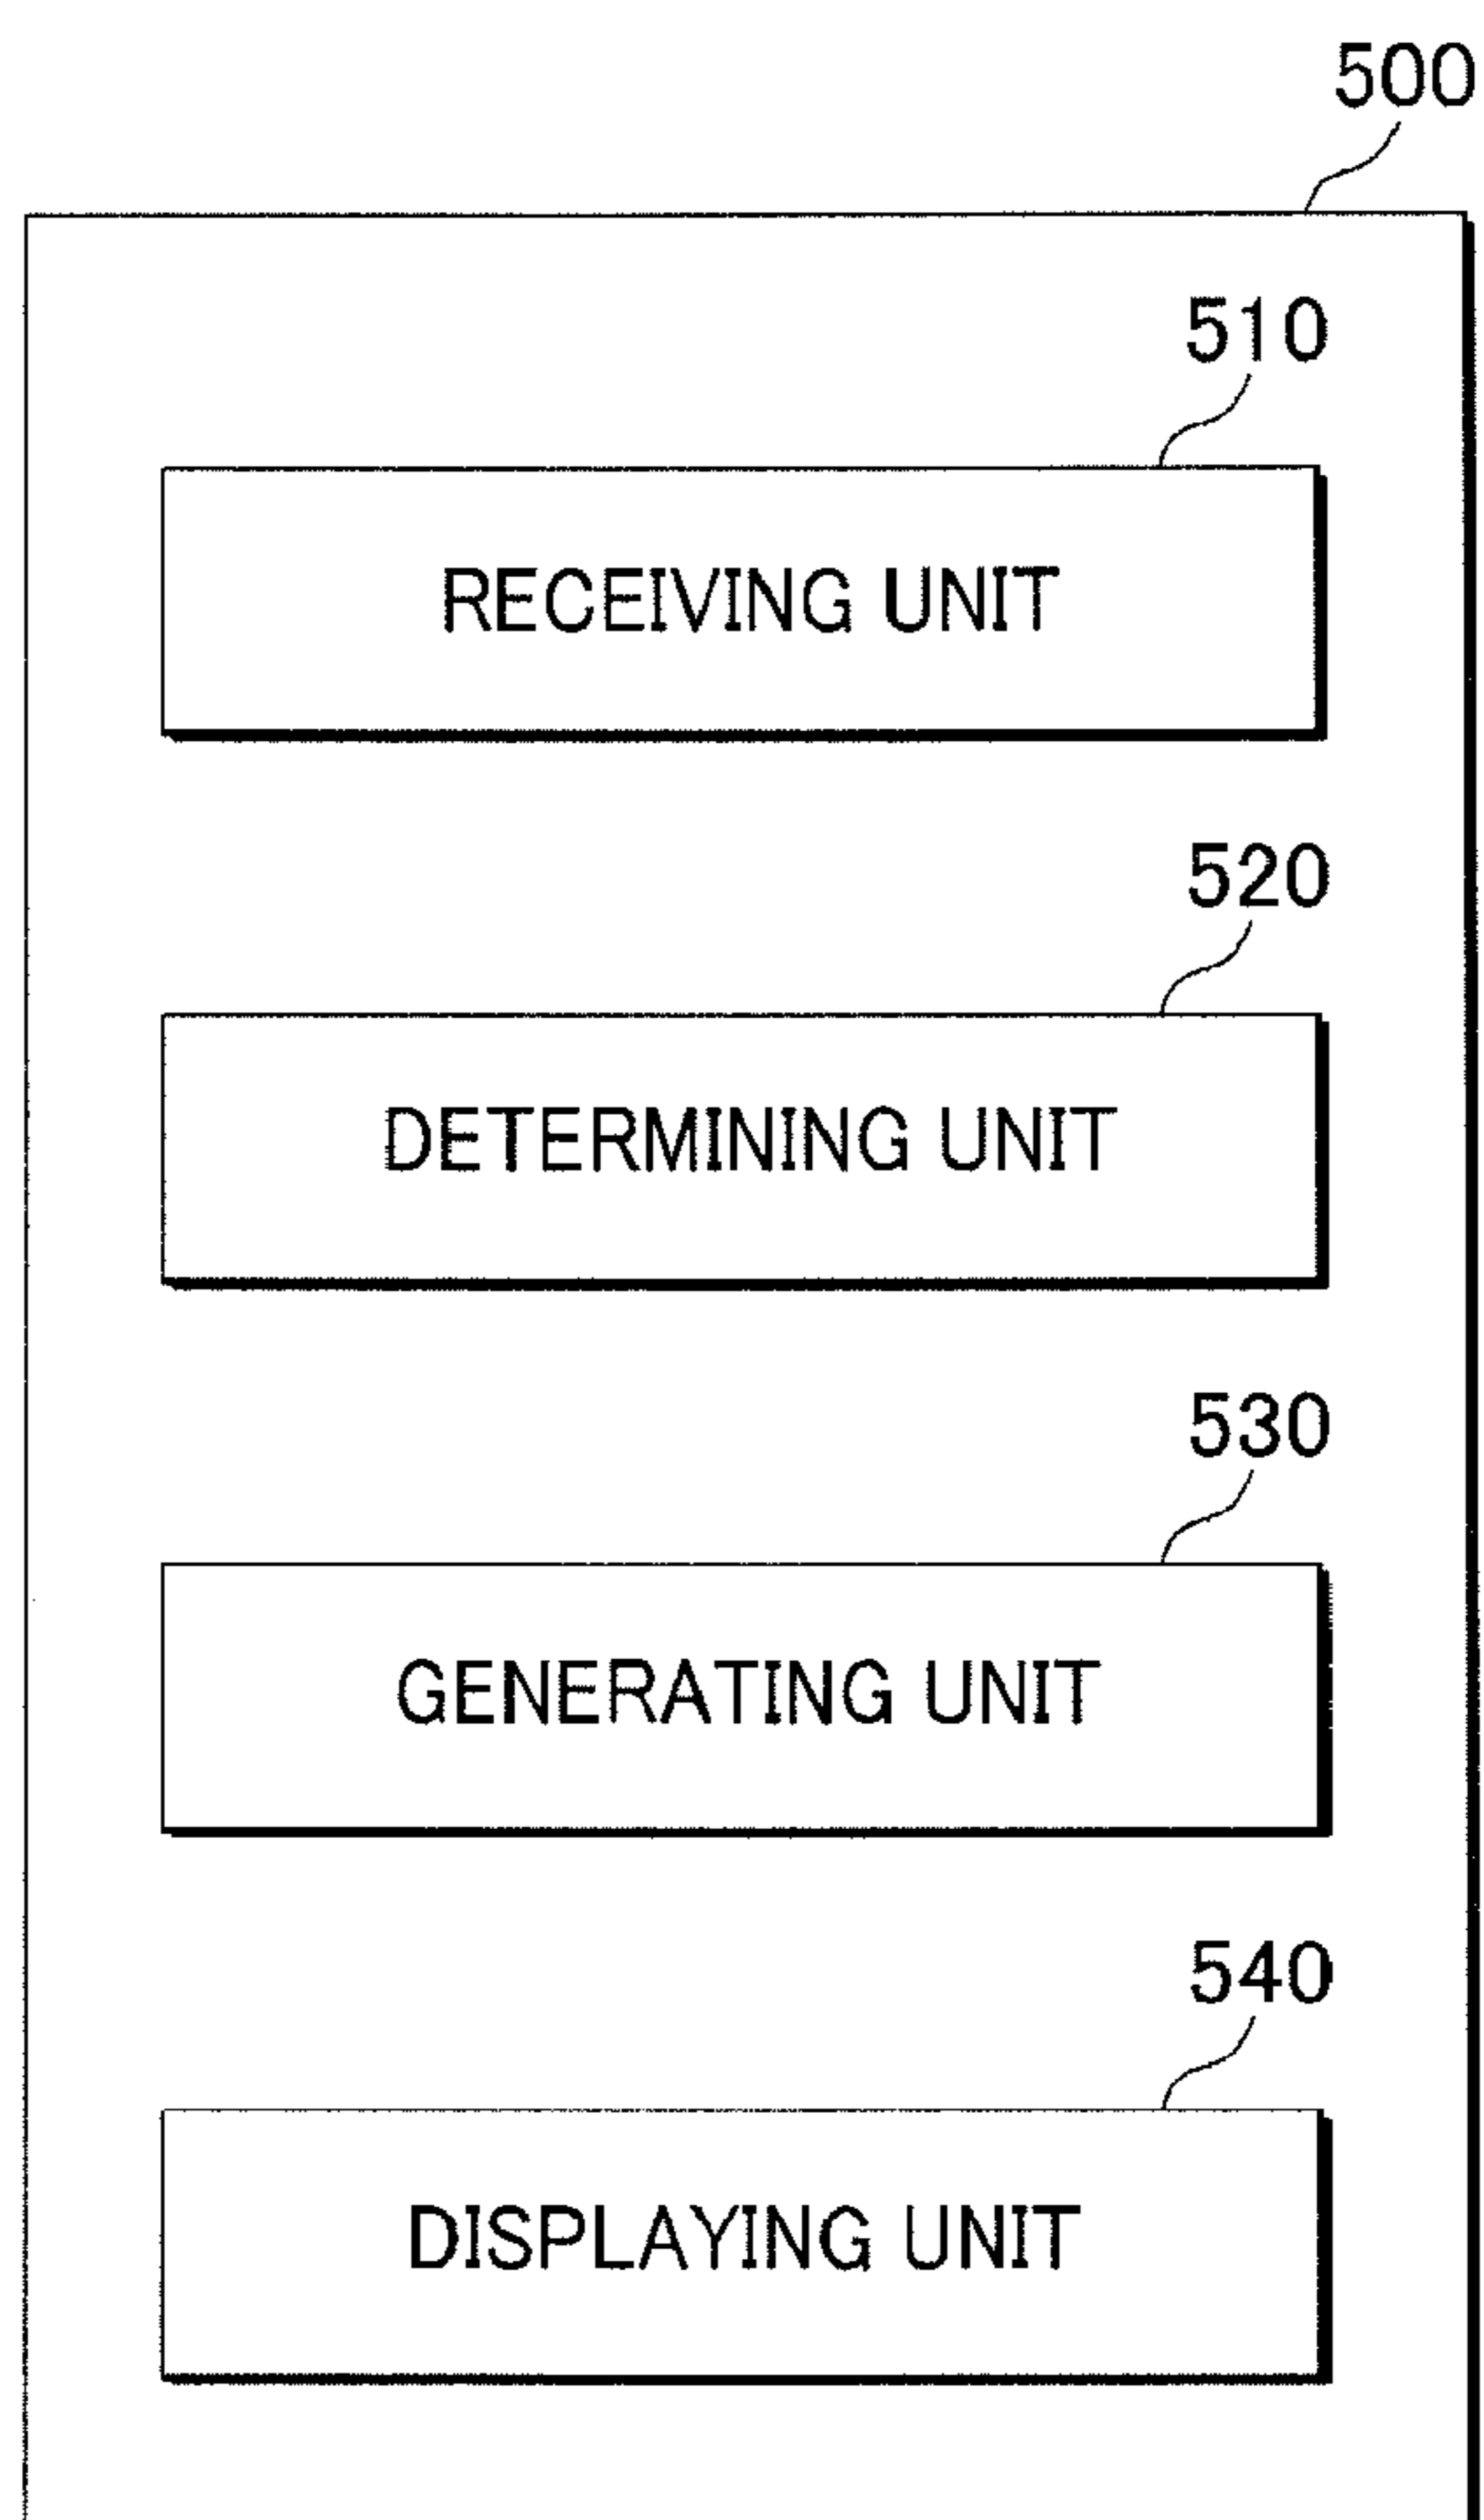 500
510
RECEIVING UNIT
520
DETERMINING UNIT
530
GENERATING UNIT
540
DISPLAYING UNIT